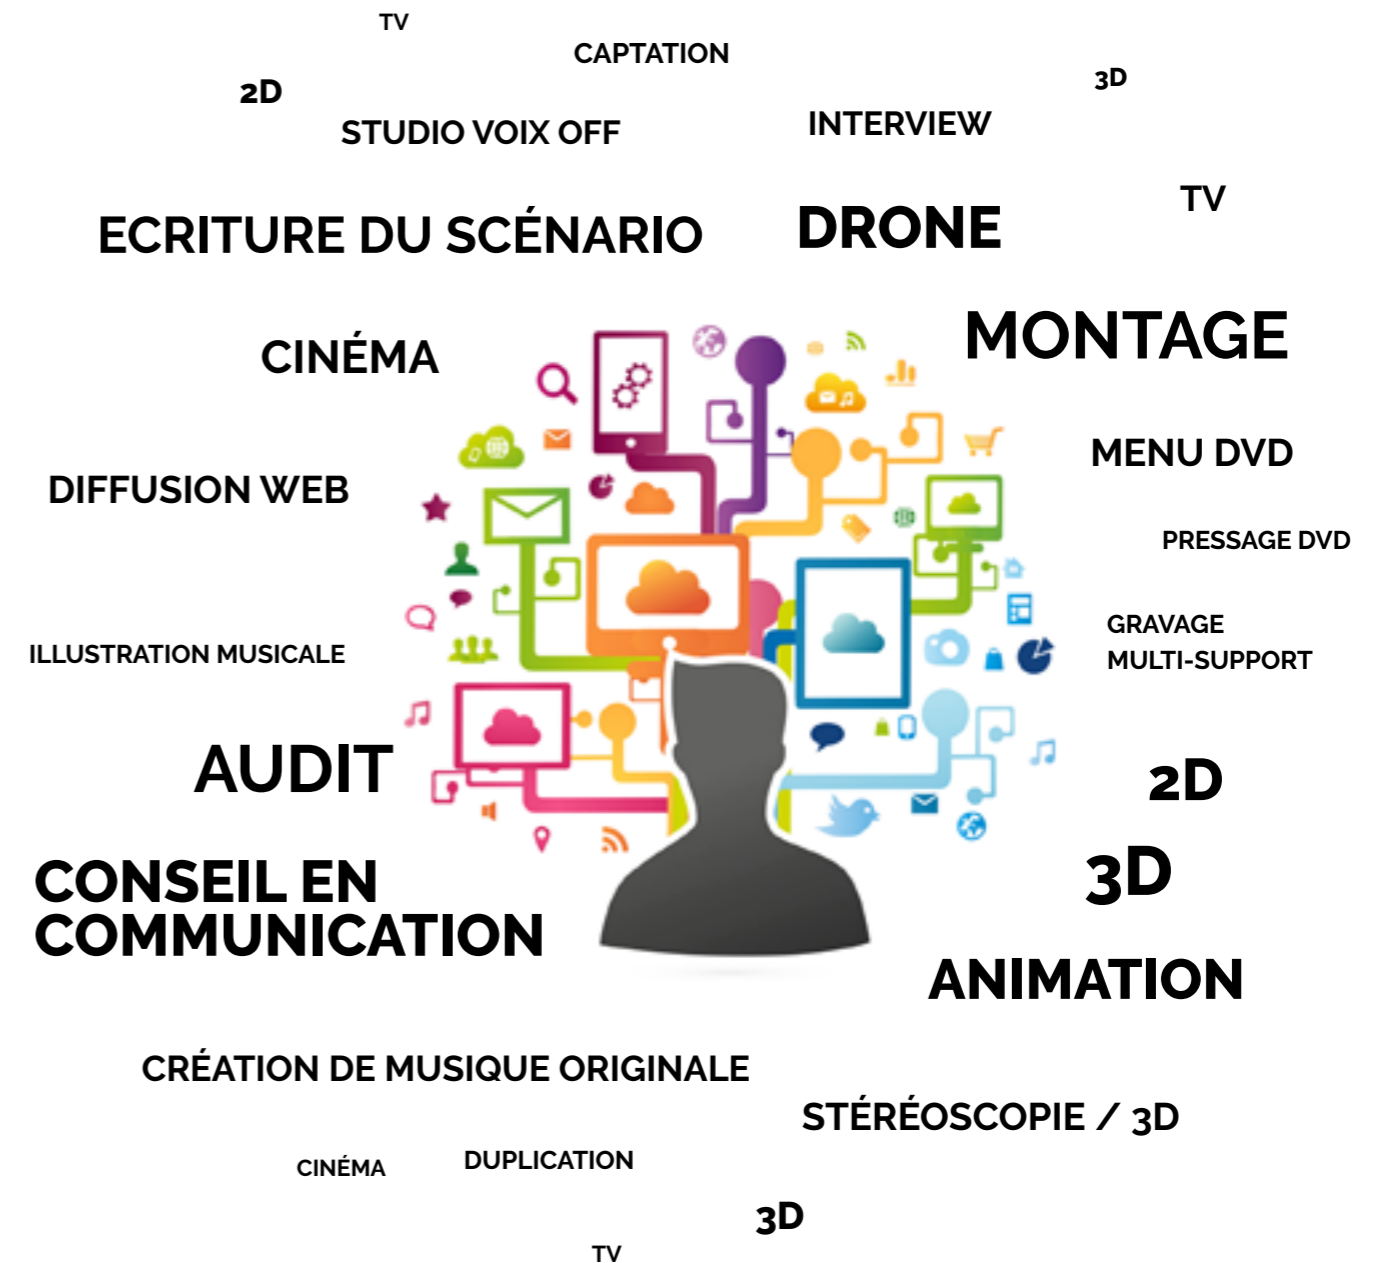 TV
CAPTATION
3D
2D
STUDIO VOIX OFF
INTERVIEW
TV
ECRITURE DU SCÉNARIO
DRONE
MONTAGE
CINÉMA
MENU DVD
DIFFUSION WEB
PRESSAGE DVD
GRAVAGE
MULTI-SUPPORT
ILLUSTRATION MUSICALE
AUDIT
2D
3D
CONSEIL EN
COMMUNICATION
ANIMATION
CRÉATION DE MUSIQUE ORIGINALE
STÉRÉOSCOPIE / 3D
CINÉMA
DUPLICATION
3D
TV